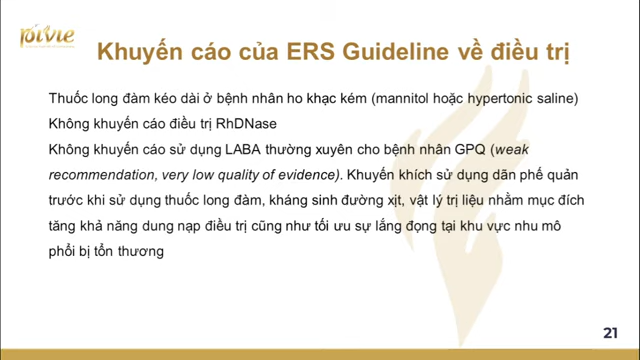 pivie
Khuyến cáo của ERS Guideline về điều trị
Thuốc long đàm kéo dài ở bệnh nhân ho khạc kém (mannitol hoặc hypertonic saline)
Không khuyến cáo điều trị RhDNase
Không khuyến cáo sử dụng LABA thường xuyên cho bệnh nhân GPQ (weak
recommendation, very low quality of evidence). Khuyến khích sử dụng dãn phế quản
trước khi sử dụng thuốc long đàm, kháng sinh đường xịt, vật lý trị liệu nhằm mục đích
tăng khả năng dung nạp điều trị cũng như tối ưu sự lắng đọng tại khu vực nhu mô
phổi bị tổn thương
21